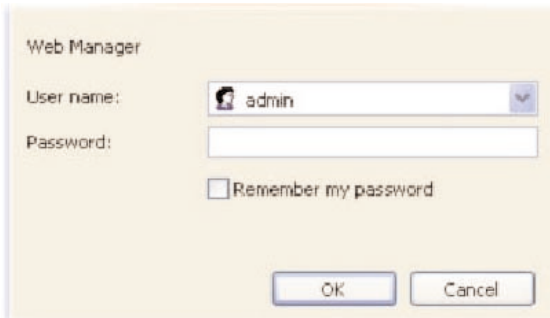 Web Manager
User name:
admin
Password:
Remember my password
OK
Cancel